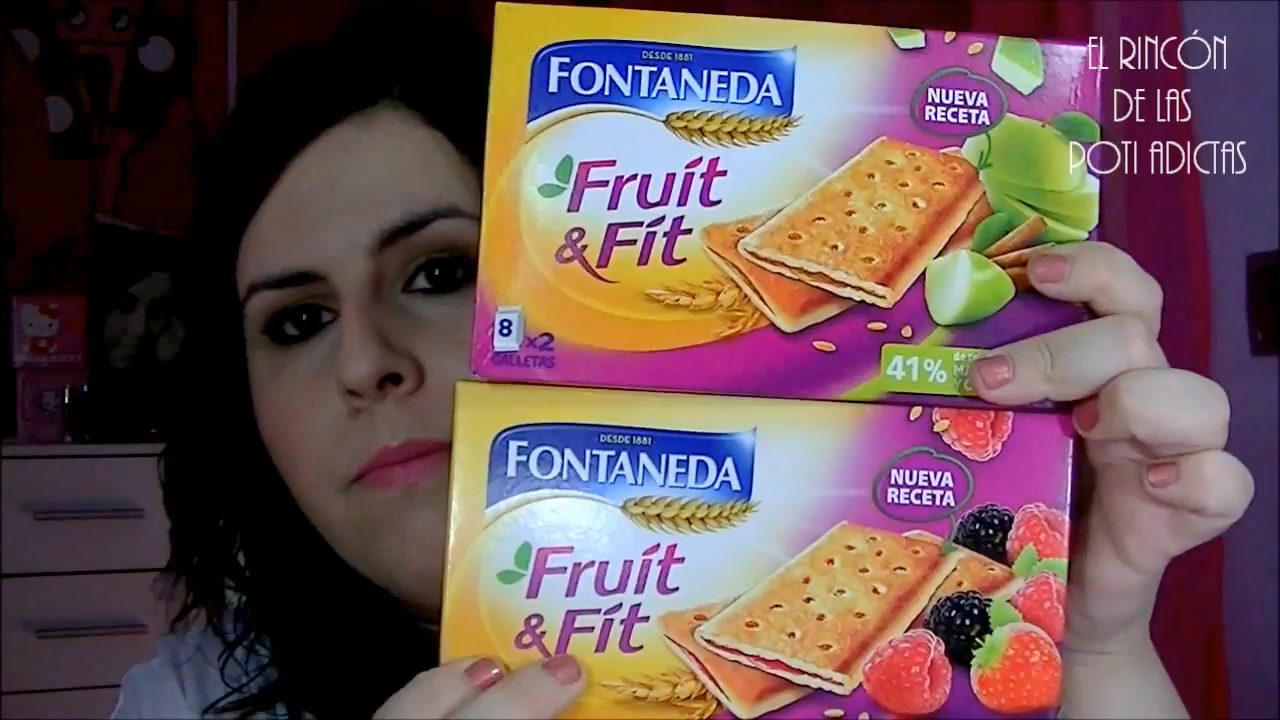 EL RINCÓN
DE LAS
POTI ADICTAS
DESDE 1881
FONTANEDA
NUEVA
RECETA
Fruit
& Fit
8 x2
GALLETAS
41%
DESDE 1881
FONTANEDA
NUEVA
RECETA
Fruit
& Fit